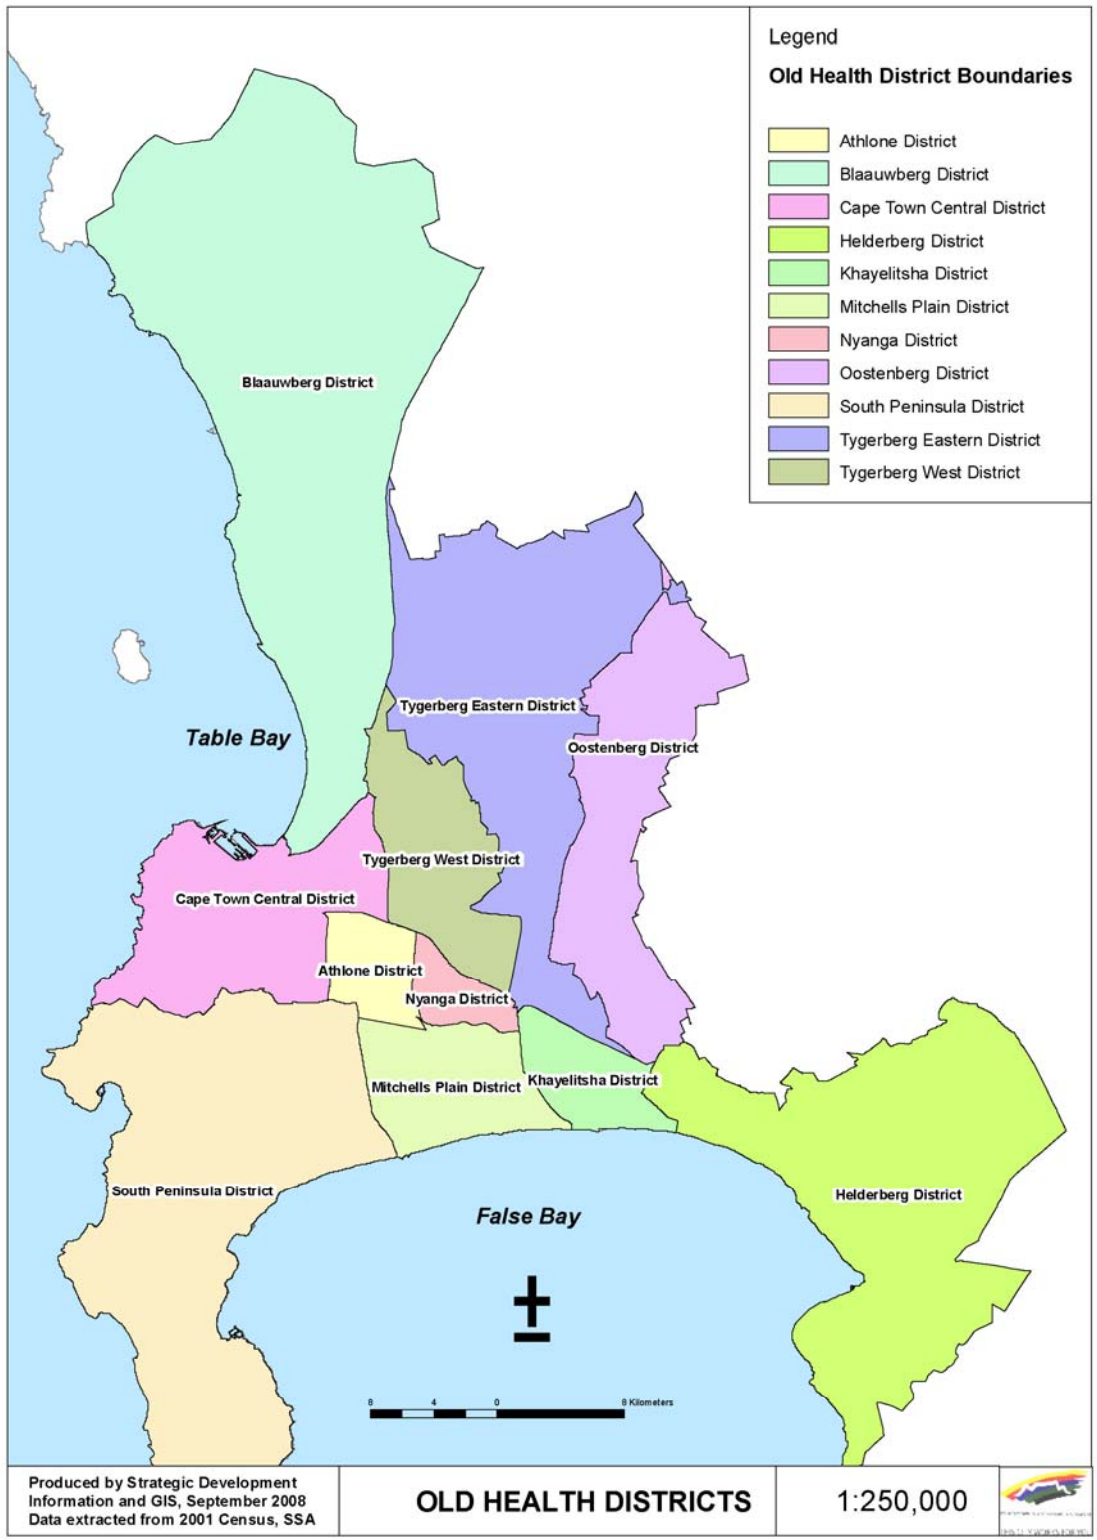 Legend
Old Health District Boundaries
Athlone District
Blaauwberg District
Cape Town Central District
Helderberg District
Khayelitsha District
Mitchells Plain District
Nyanga District
Oostenberg District
South Peninsula District
Tygerberg Eastern District
Tygerberg West District
Blaauwberg District
Tygerberg Eastern District
Table Bay
Oostenberg District
Tygerberg West District
Cape Town Central District
Athlone District
Nyanga District
Khayelitsha District
Mitchells Plain District
South Peninsula District
Helderberg District
False Bay
8 4 0 8 Kilometers
Produced by Strategic Development
Information and GIS, September 2008
Data extracted from 2001 Census, SSA
OLD HEALTH DISTRICTS
1:250,000